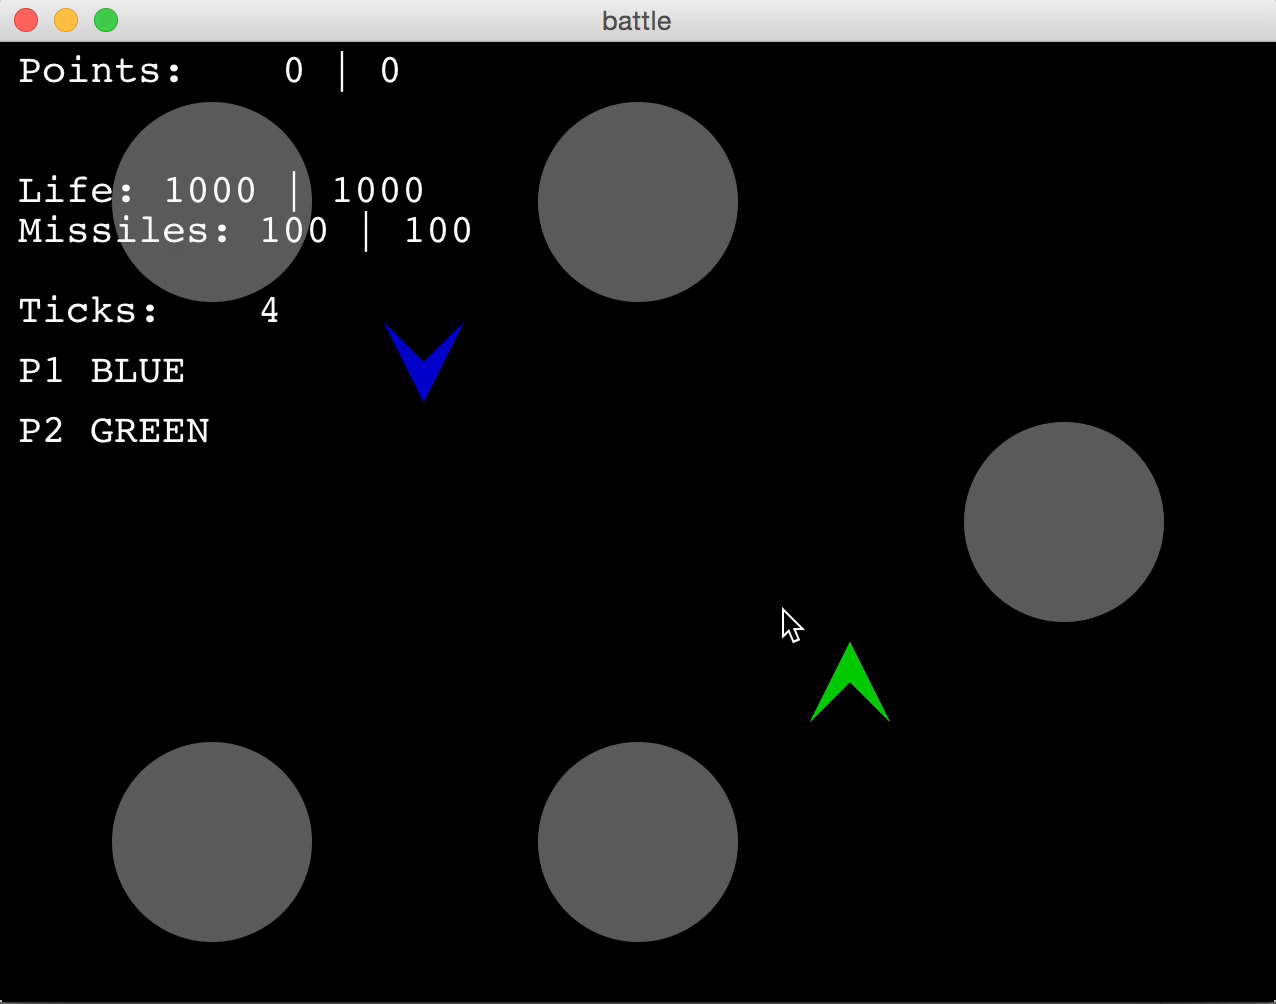 battle
Points:    0 | 0
Life: 1000 | 1000
Missiles: 100 | 100
Ticks:    4
P1 BLUE
P2 GREEN